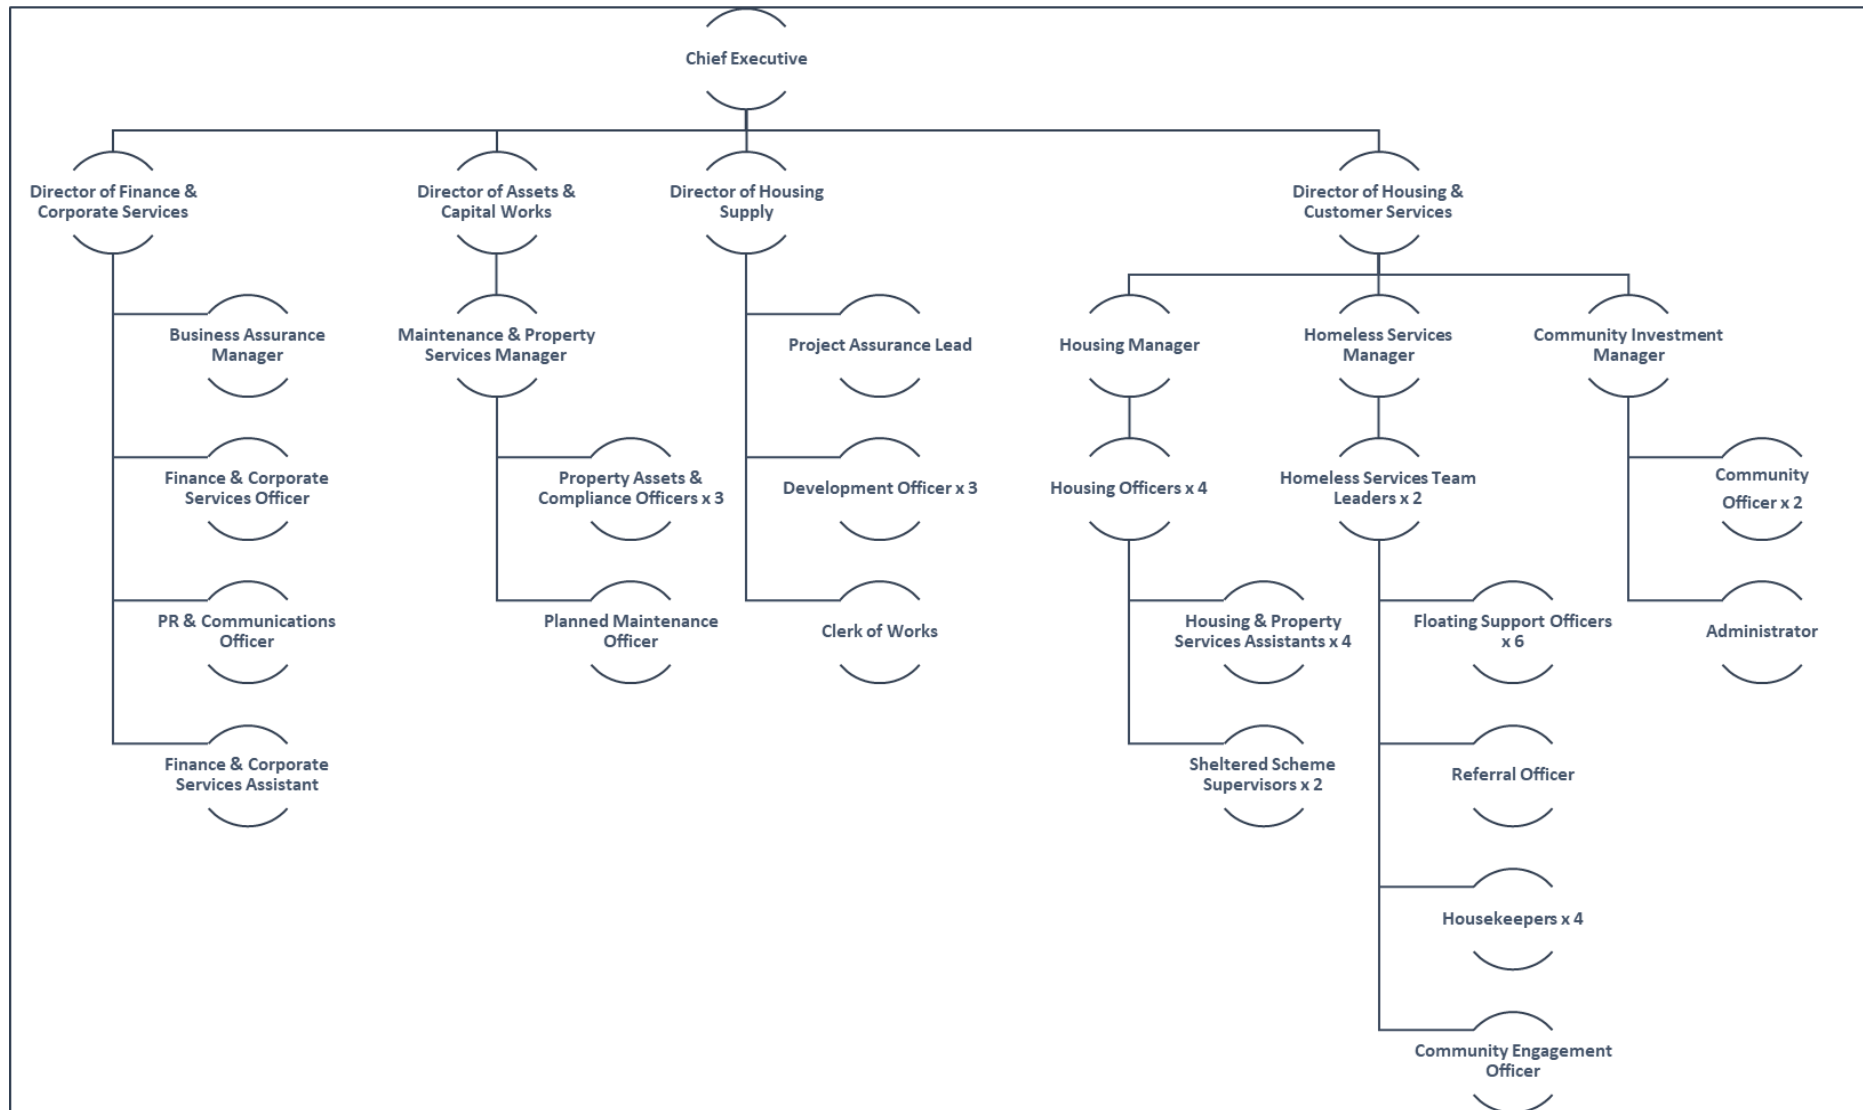 Chief Executive
Director of Finance &
Corporate Services
Director of Assets &
Capital Works
Director of Housing
Supply
Director of Housing &
Customer Services
Business Assurance
Manager
Maintenance & Property
Services Manager
Project Assurance Lead
Housing Manager
Homeless Services
Manager
Community Investment
Manager
Finance & Corporate
Services Officer
Property Assets &
Compliance Officers x 3
Development Officer x 3
Housing Officers x 4
Homeless Services Team
Leaders x 2
Community
Officer x 2
PR & Communications
Officer
Planned Maintenance
Officer
Clerk of Works
Housing & Property
Services Assistants x 4
Floating Support Officers
x 6
Administrator
Finance & Corporate
Services Assistant
Sheltered Scheme
Supervisors x 2
Referral Officer
Housekeepers x 4
Community Engagement
Officer